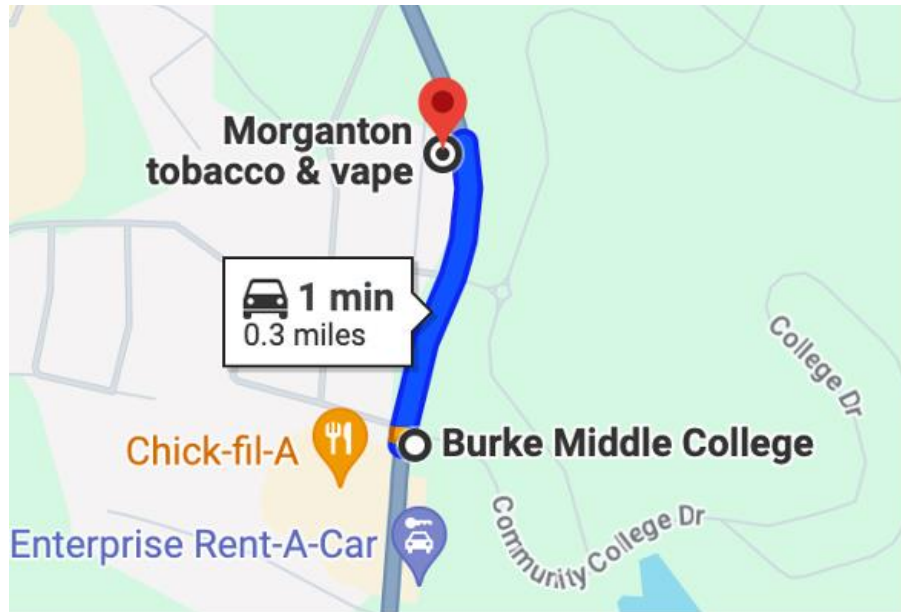 Morganton
tobacco & vape
1 min
0.3 miles
College Dr
Chick-fil-A
Burke Middle College
Enterprise Rent-A-Car
Community College Dr